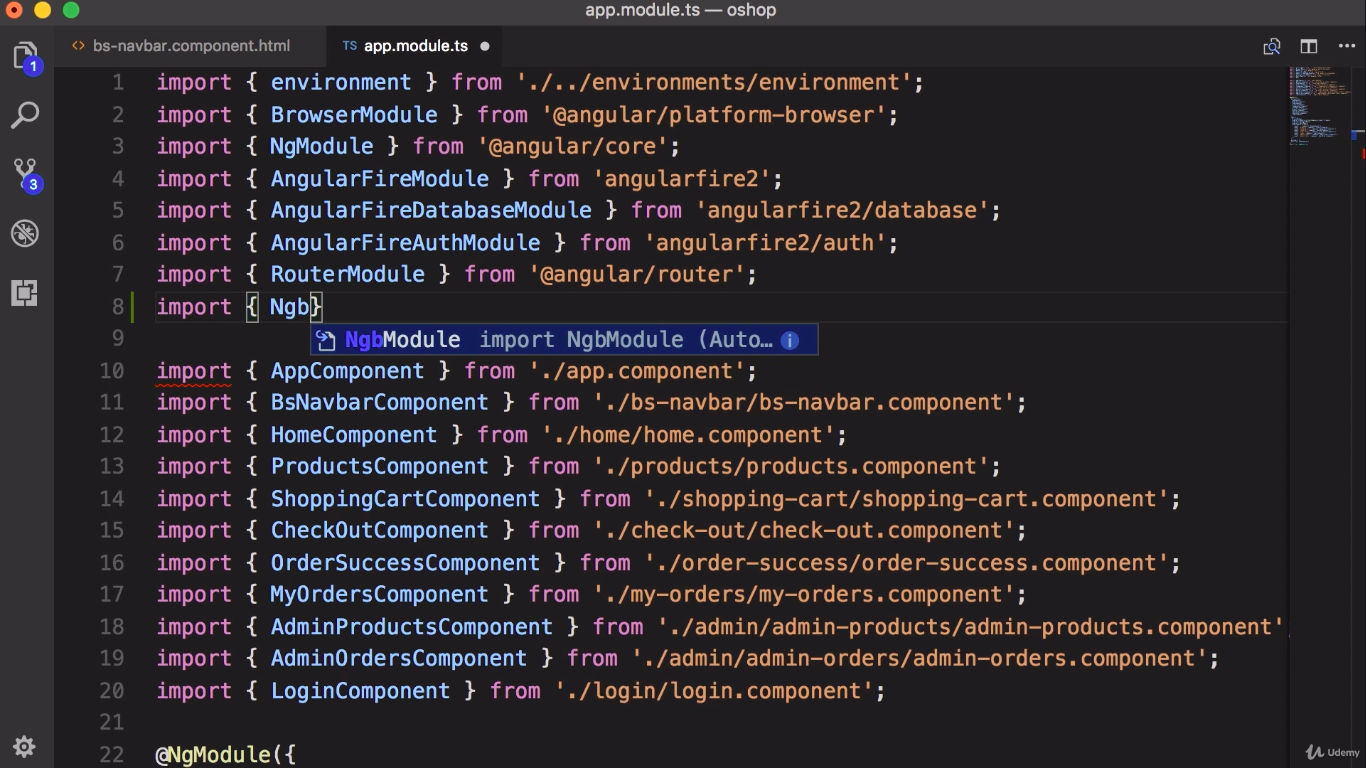 app.module.ts — oshop
<> bs-navbar.component.html
TS app.module.ts
1 import { environment } from './../environments/environment';
2 import { BrowserModule } from '@angular/platform-browser';
3 import { NgModule } from '@angular/core';
4 import { AngularFireModule } from 'angularfire2';
5 import { AngularFireDatabaseModule } from 'angularfire2/database';
6 import { AngularFireAuthModule } from 'angularfire2/auth';
7 import { RouterModule } from '@angular/router';
8 import { Ngb}
NgbModule import NgbModule (Auto…
9
10 import { AppComponent } from './app.component';
11 import { BsNavbarComponent } from './bs-navbar/bs-navbar.component';
12 import { HomeComponent } from './home/home.component';
13 import { ProductsComponent } from './products/products.component';
14 import { ShoppingCartComponent } from './shopping-cart/shopping-cart.component';
15 import { CheckOutComponent } from './check-out/check-out.component';
16 import { OrderSuccessComponent } from './order-success/order-success.component';
17 import { MyOrdersComponent } from './my-orders/my-orders.component';
18 import { AdminProductsComponent } from './admin/admin-products/admin-products.component'
19 import { AdminOrdersComponent } from './admin/admin-orders/admin-orders.component';
20 import { LoginComponent } from './login/login.component';
21
22 @NgModule({
1
3
Udemy